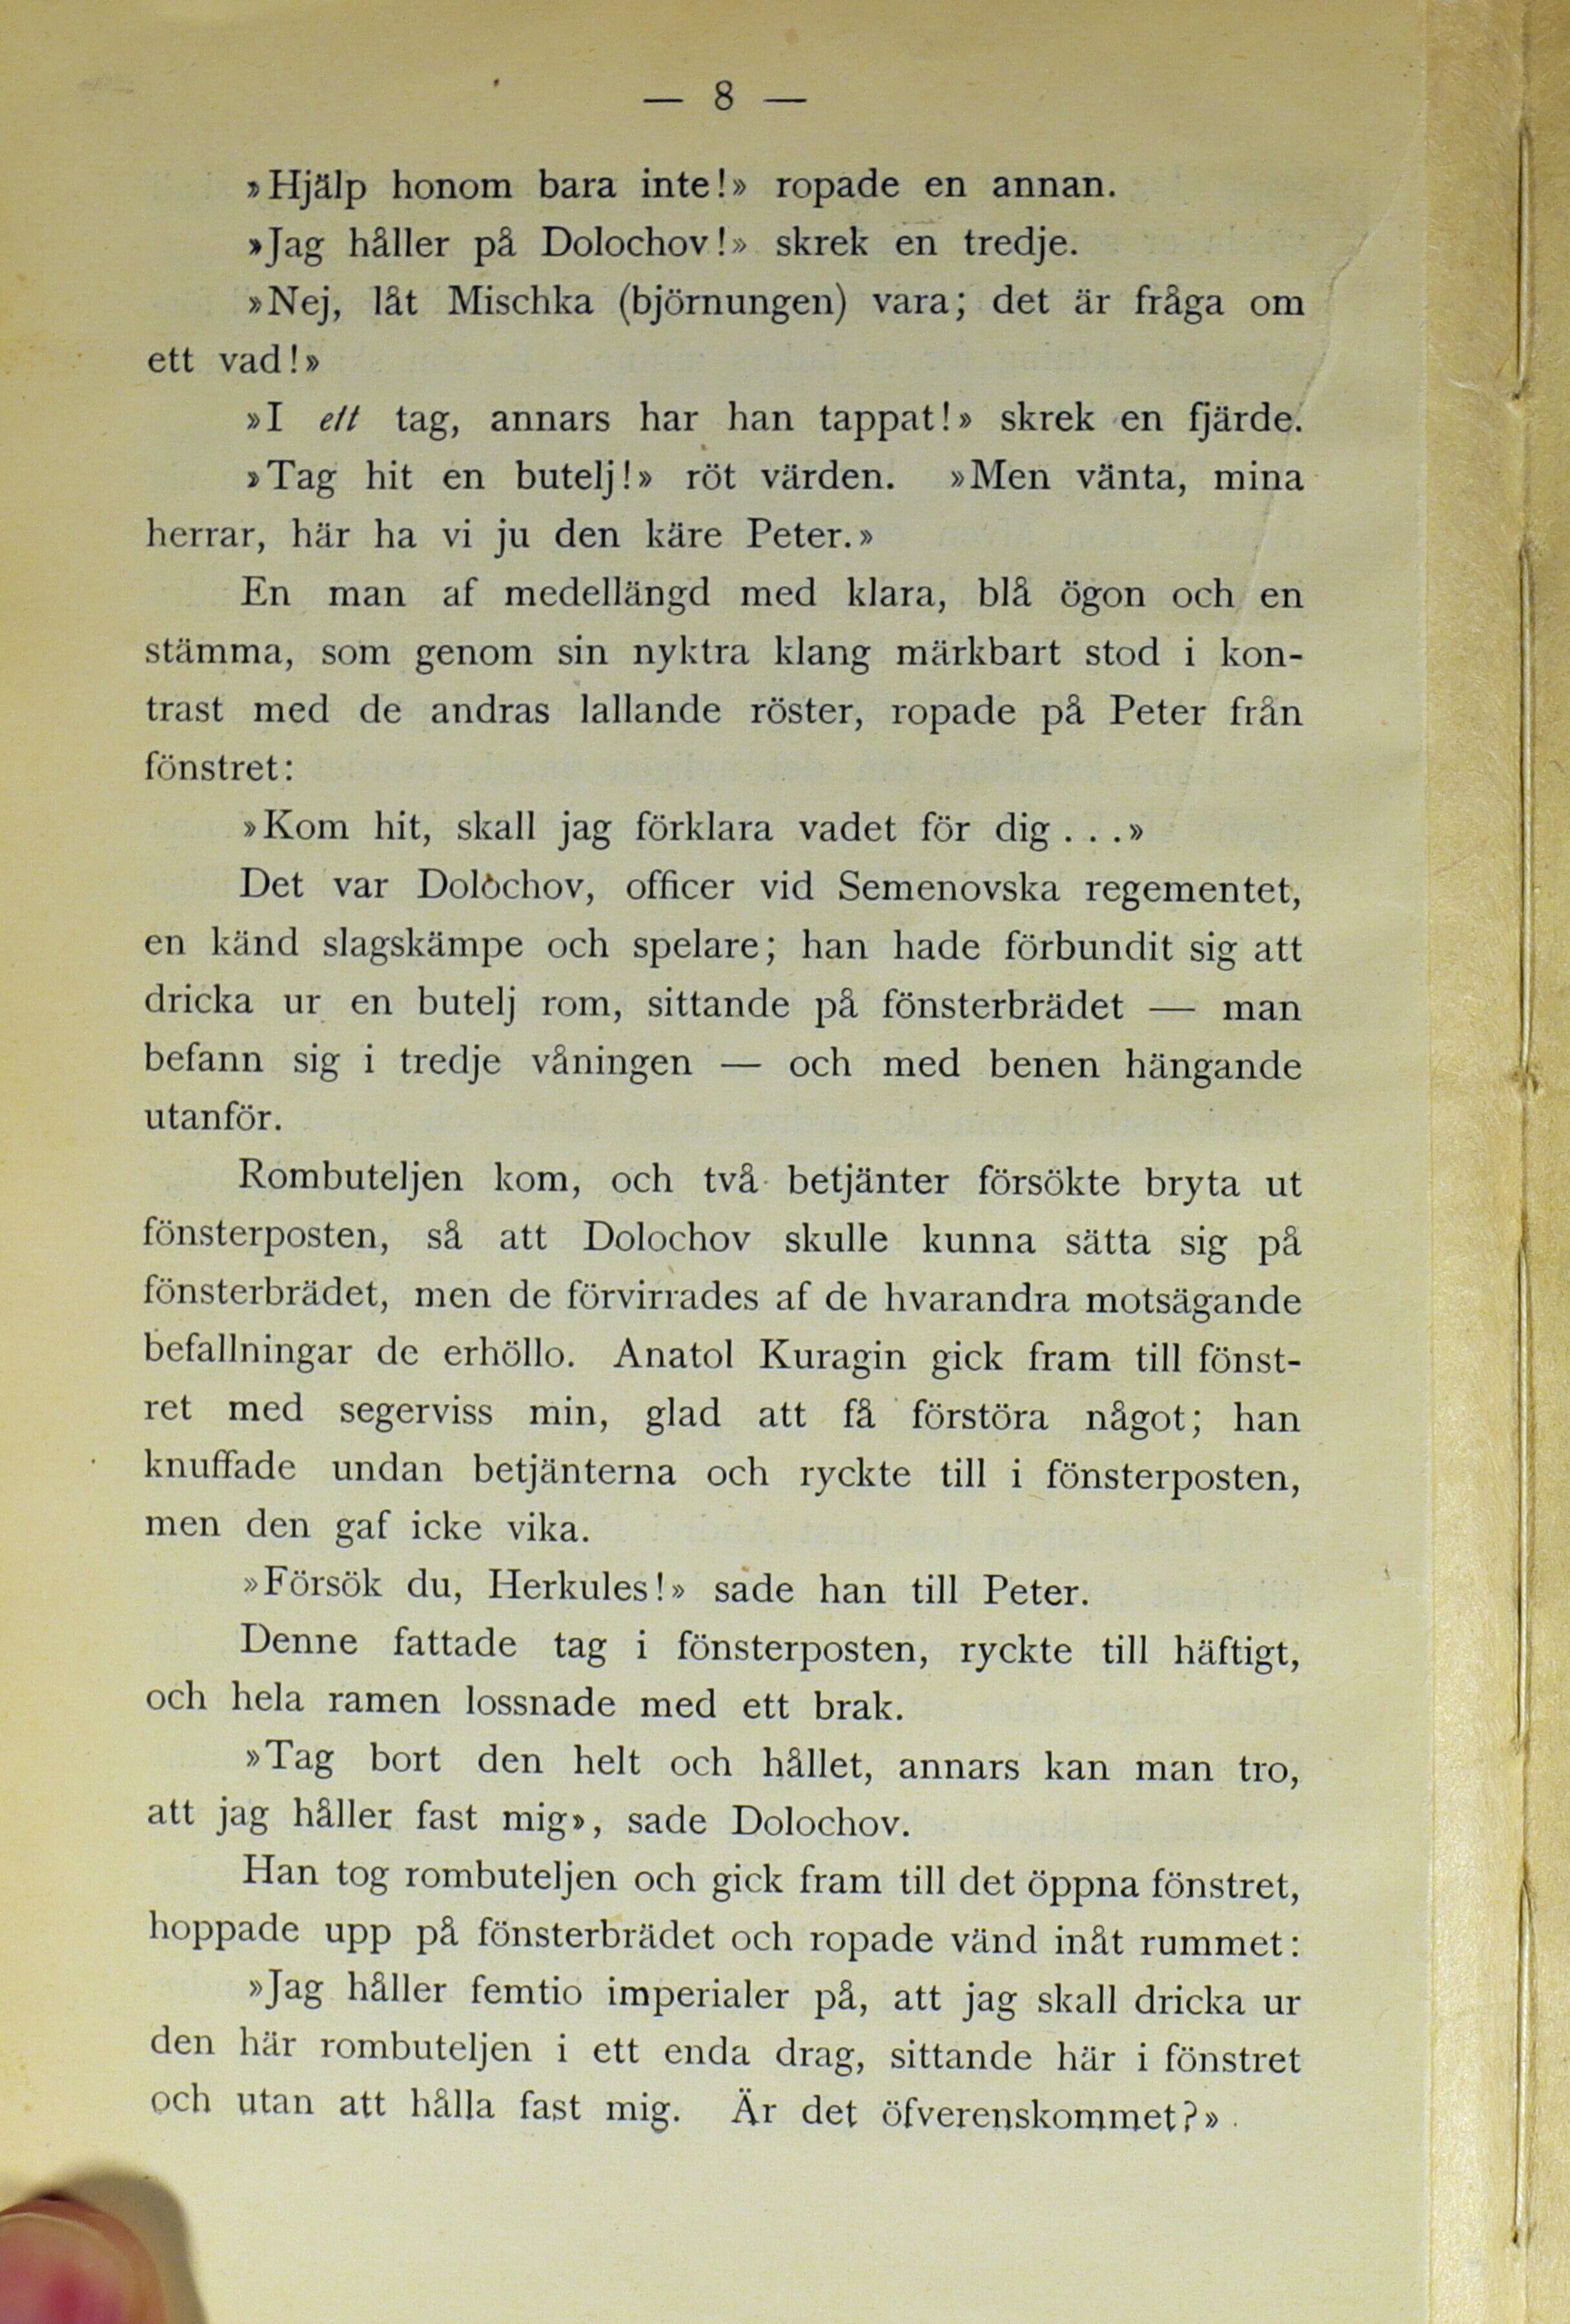 — 8 —
»Hjälp honom bara inte!» ropade en annan.
»Jag håller på Dolochov!» skrek en tredje.
»Nej, låt Mischka (björnungen) vara; det är fråga om
ett vad!»
»I ett tag, annars har han tappat!» skrek en fjärde.
»Tag hit en butelj!» röt värden. »Men vänta, mina
herrar, här ha vi ju den käre Peter.»
En man af medellängd med klara, blå ögon och en
stämma, som genom sin nyktra klang märkbart stod i kon-
trast med de andras lallande röster, ropade på Peter från
fönstret:
»Kom hit, skall jag förklara vadet för dig . . .»
Det var Dolochov, officer vid Semenovska regementet,
en känd slagskämpe och spelare; han hade förbundit sig att
dricka ur en butelj rom, sittande på fönsterbrädet — man
befann sig i tredje våningen — och med benen hängande
utanför.
Rombuteljen kom, och två betjänter försökte bryta ut
fönsterposten, så att Dolochov skulle kunna sätta sig på
fönsterbrädet, men de förvirrades af de hvarandra motsägande
befallningar de erhöllo. Anatol Kuragin gick fram till fönst-
ret med segerviss min, glad att få förstöra något; han
knuffade undan betjänterna och ryckte till i fönsterposten,
men den gaf icke vika.
»Försök du, Herkules!» sade han till Peter.
Denne fattade tag i fönsterposten, ryckte till häftigt,
och hela ramen lossnade med ett brak.
»Tag bort den helt och hållet, annars kan man tro,
att jag håller fast mig», sade Dolochov.
Han tog rombuteljen och gick fram till det öppna fönstret,
hoppade upp på fönsterbrädet och ropade vänd inåt rummet:
»Jag håller femtio imperialer på, att jag skall dricka ur
den här rombuteljen i ett enda drag, sittande här i fönstret
och utan att hålla fast mig. Är det öfverenskommet?»